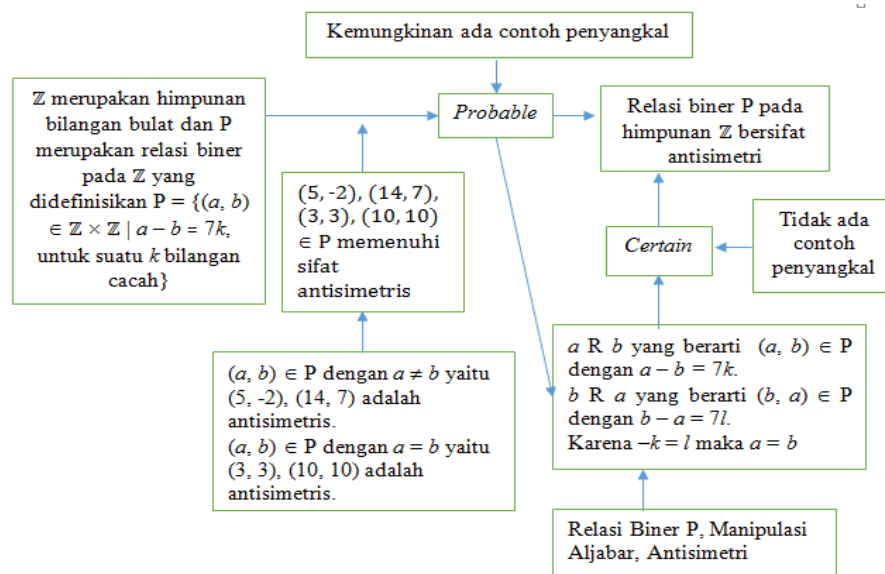 Kemungkinan ada contoh penyangkal
ℤ merupakan himpunan
bilangan bulat dan P
merupakan relasi biner
pada ℤ yang
didefinisikan P = {(a, b)
∈ ℤ × ℤ | a – b = 7k,
untuk suatu k bilangan
cacah}
Probable
Relasi biner P pada
himpunan ℤ bersifat
antisimetri
(5, -2), (14, 7),
(3, 3), (10, 10)
∈ P memenuhi
sifat
antisimetris
Certain
Tidak ada
contoh
penyangkal
(a, b) ∈ P dengan a ≠ b yaitu
(5, -2), (14, 7) adalah
antisimetris.
(a, b) ∈ P dengan a = b yaitu
(3, 3), (10, 10) adalah
antisimetris.
a R b yang berarti (a, b) ∈ P
dengan a – b = 7k.
b R a yang berarti (b, a) ∈ P
dengan b – a = 7l.
Karena –k = l maka a = b
Relasi Biner P, Manipulasi
Aljabar, Antisimetri